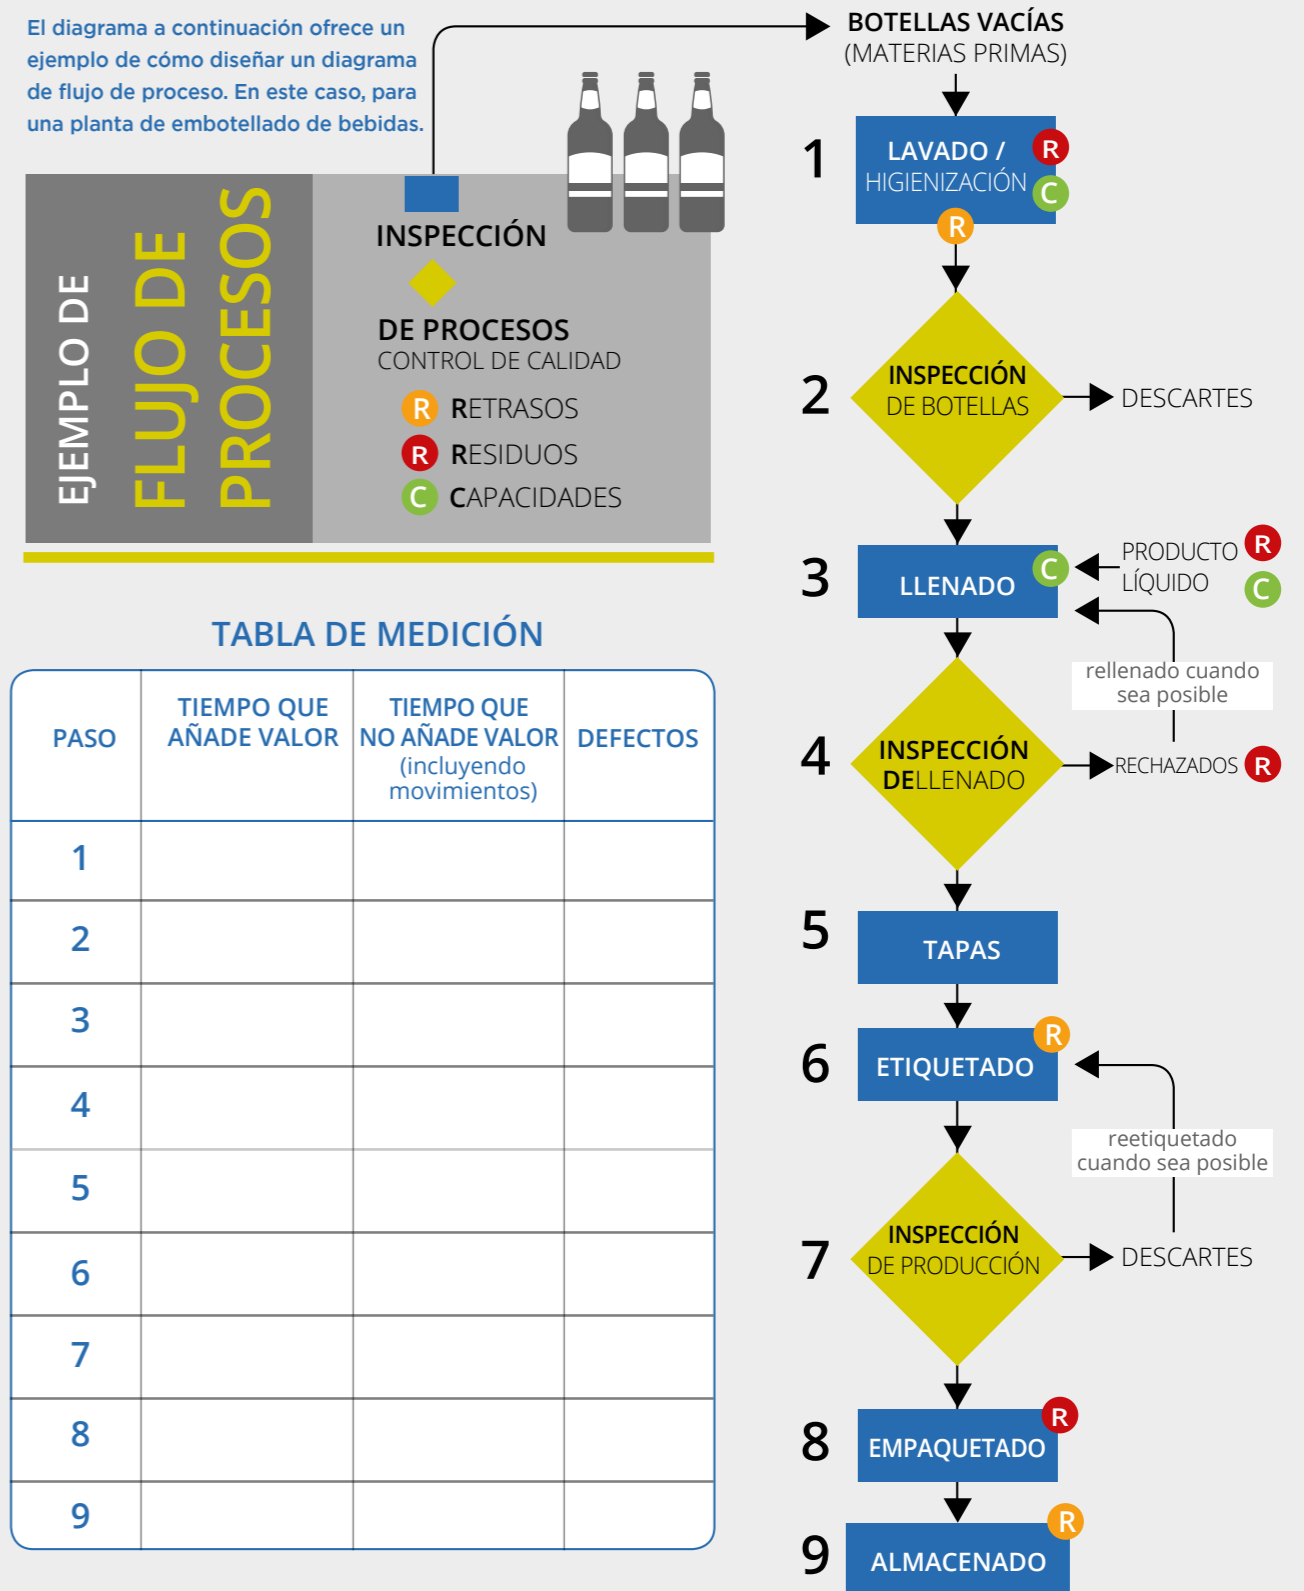 El diagrama a continuación ofrece un
ejemplo de cómo diseñar un diagrama
de flujo de proceso. En este caso, para
una planta de embotellado de bebidas.
EJEMPLO DE
FLUJO DE
PROCESOS
INSPECCIÓN
DE PROCESOS
CONTROL DE CALIDAD
R RETRASOS
R RESIDUOS
C CAPACIDADES
TABLA DE MEDICIÓN
PASO
TIEMPO QUE
AÑADE VALOR
TIEMPO QUE
NO AÑADE VALOR
(incluyendo
movimientos)
DEFECTOS
1
2
3
4
5
6
7
8
9
BOTELLAS VACÍAS
(MATERIAS PRIMAS)
1
LAVADO /
HIGIENIZACIÓN
R
C
R
2
INSPECCIÓN
DE BOTELLAS
DESCARTES
3
LLENADO
C
PRODUCTO
LÍQUIDO
R
C
rellenado cuando
sea posible
4
INSPECCIÓN
DELLENADO
RECHAZADOS
R
5
TAPAS
6
ETIQUETADO
R
reetiquetado
cuando sea posible
7
INSPECCIÓN
DE PRODUCCIÓN
DESCARTES
8
EMPAQUETADO
R
9
ALMACENADO
R